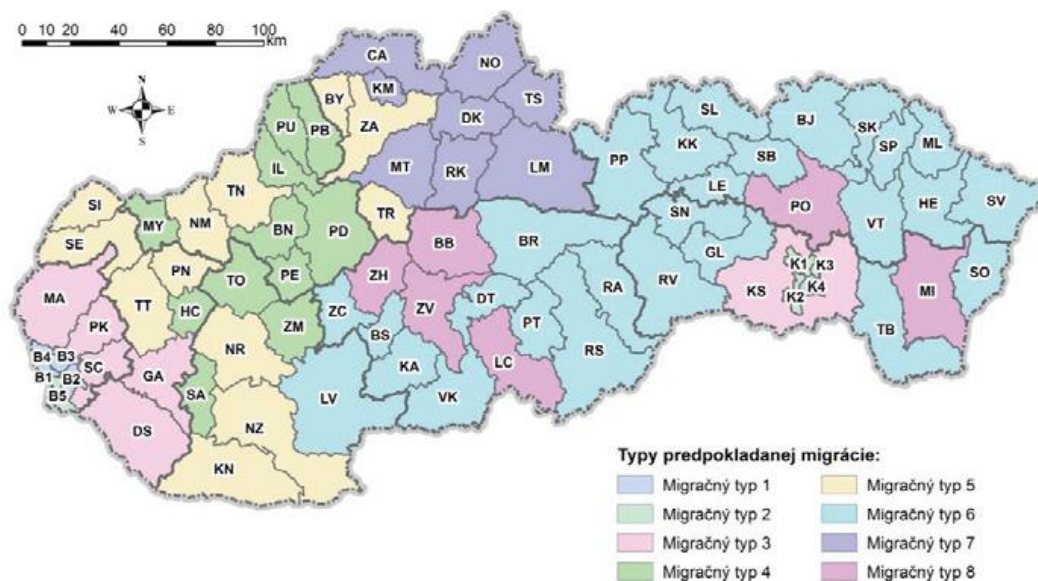 0 10 20 40 60 80 100
km
N
W E
S
CA
NO
KM
TS
BY
ZA
DK
PU
PB
IL
MT
RK
LM
SL
BJ
SK
SP
ML
PP
KK
SB
LE
PO
VT
HE
SV
TN
SI
MY
NM
BN
PD
TR
BB
BR
SN
GL
SE
PN
TO
PE
ZH
ZV
RA
RV
KS
K1
K3
K2
K4
MI
SO
MA
TT
HC
ZM
ZC
DT
PT
BS
RS
TB
PK
NR
KA
LC
B4
B3
SC
GA
SA
LV
VK
B1
B2
B5
DS
NZ
KN
Typy predpokladanej migrácie:
Migračný typ 1
Migračný typ 2
Migračný typ 3
Migračný typ 4
Migračný typ 5
Migračný typ 6
Migračný typ 7
Migračný typ 8